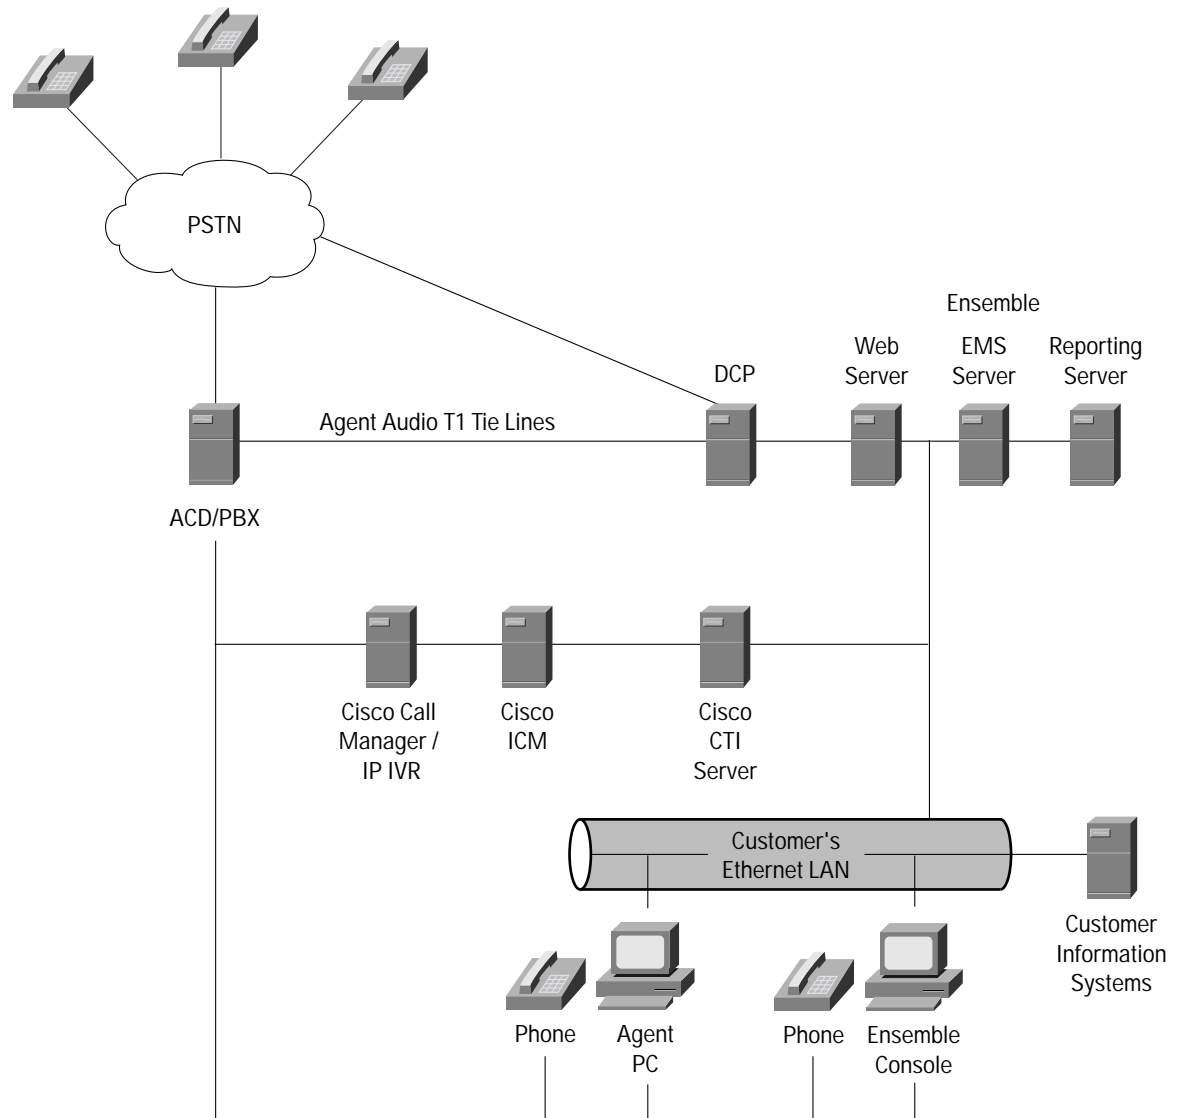 PSTN
Ensemble
Web
Server
EMS
Server
Reporting
Server
DCP
Agent Audio T1 Tie Lines
ACD/PBX
Cisco Call
Manager /
IP IVR
Cisco
ICM
Cisco
CTI
Server
Customer's
Ethernet LAN
Customer
Information
Systems
Phone
Agent
PC
Phone
Ensemble
Console